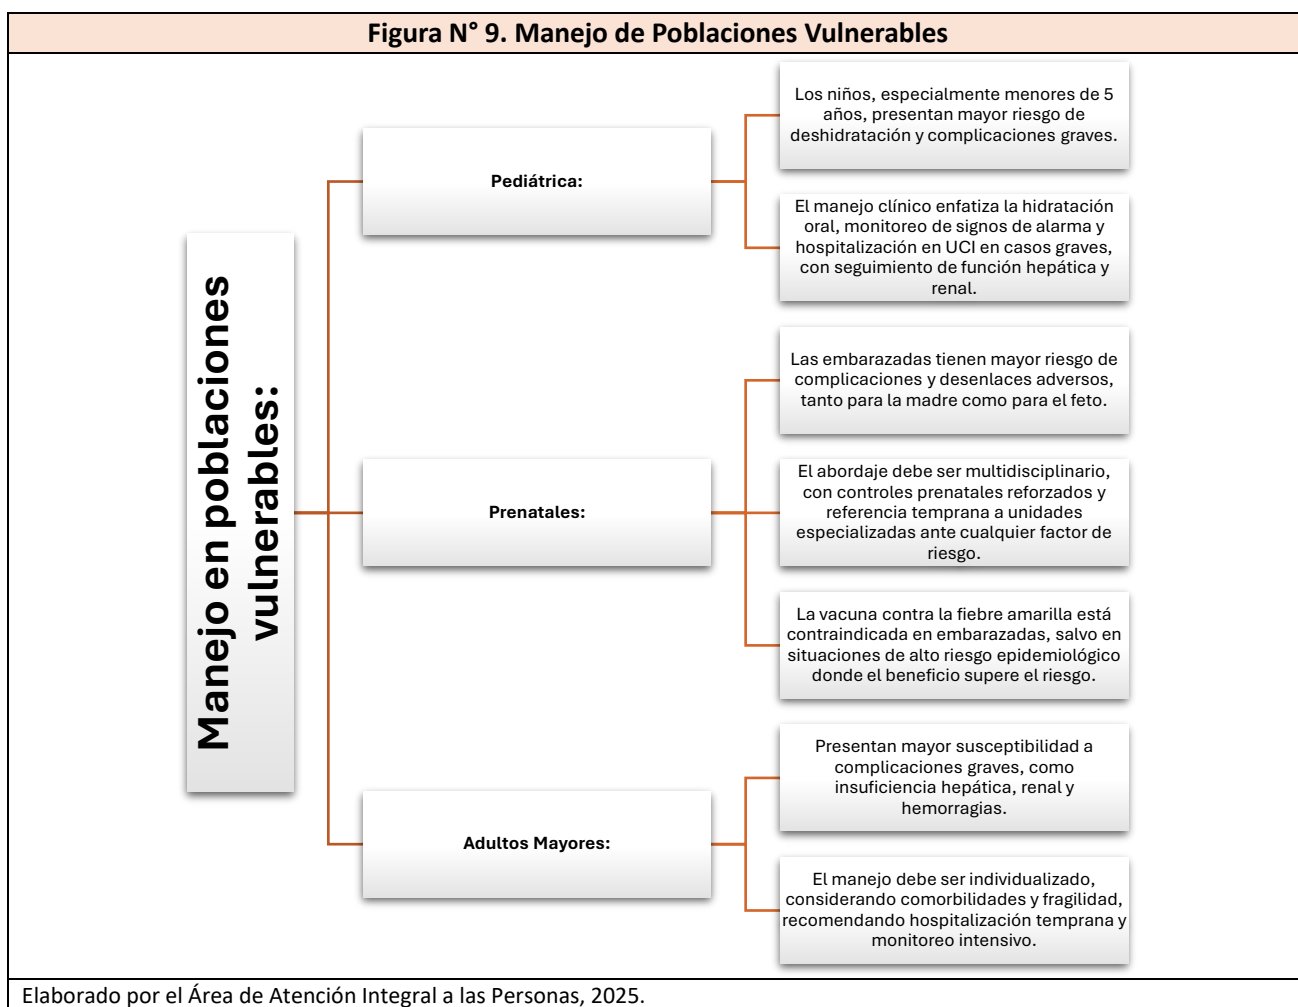 Figura N° 9. Manejo de Poblaciones Vulnerables
Manejo en poblaciones
vulnerables:
Pediátrica:
Los niños, especialmente menores de 5
años, presentan mayor riesgo de
deshidratación y complicaciones graves.
El manejo clínico enfatiza la hidratación
oral, monitoreo de signos de alarma y
hospitalización en UCI en casos graves,
con seguimiento de función hepática y
renal.
Prenatales:
Las embarazadas tienen mayor riesgo de
complicaciones y desenlaces adversos,
tanto para la madre como para el feto.
El abordaje debe ser multidisciplinario,
con controles prenatales reforzados y
referencia temprana a unidades
especializadas ante cualquier factor de
riesgo.
La vacuna contra la fiebre amarilla está
contraindicada en embarazadas, salvo en
situaciones de alto riesgo epidemiológico
donde el beneficio supere el riesgo.
Adultos Mayores:
Presentan mayor susceptibilidad a
complicaciones graves, como
insuficiencia hepática, renal y
hemorragias.
El manejo debe ser individualizado,
considerando comorbilidades y fragilidad,
recomendando hospitalización temprana y
monitoreo intensivo.
Elaborado por el Área de Atención Integral a las Personas, 2025.